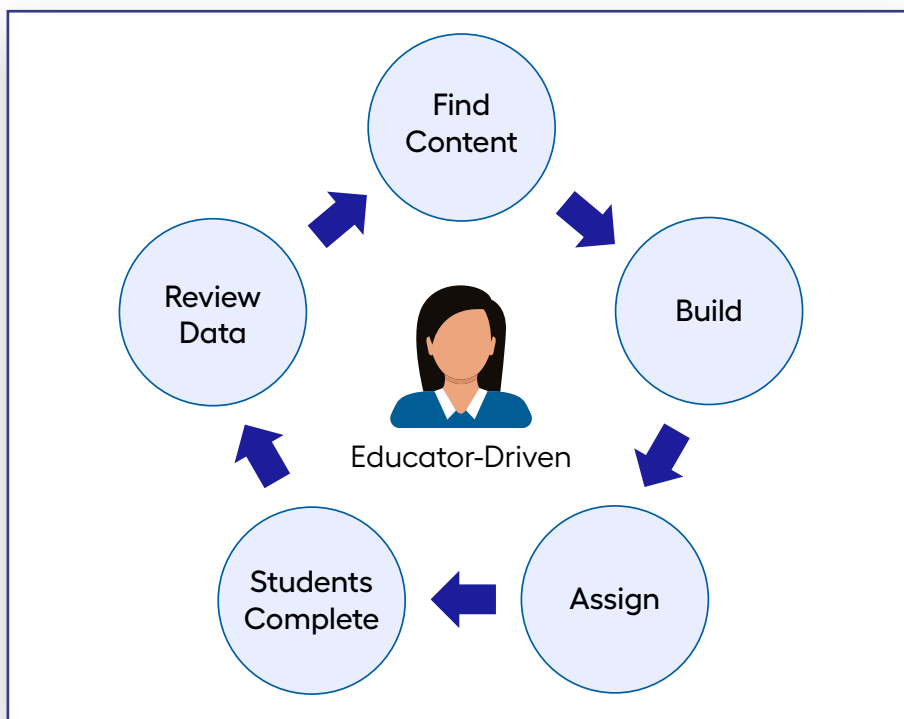 Find
Content
Build
Assign
Students
Complete
Review
Data
Educator-Driven